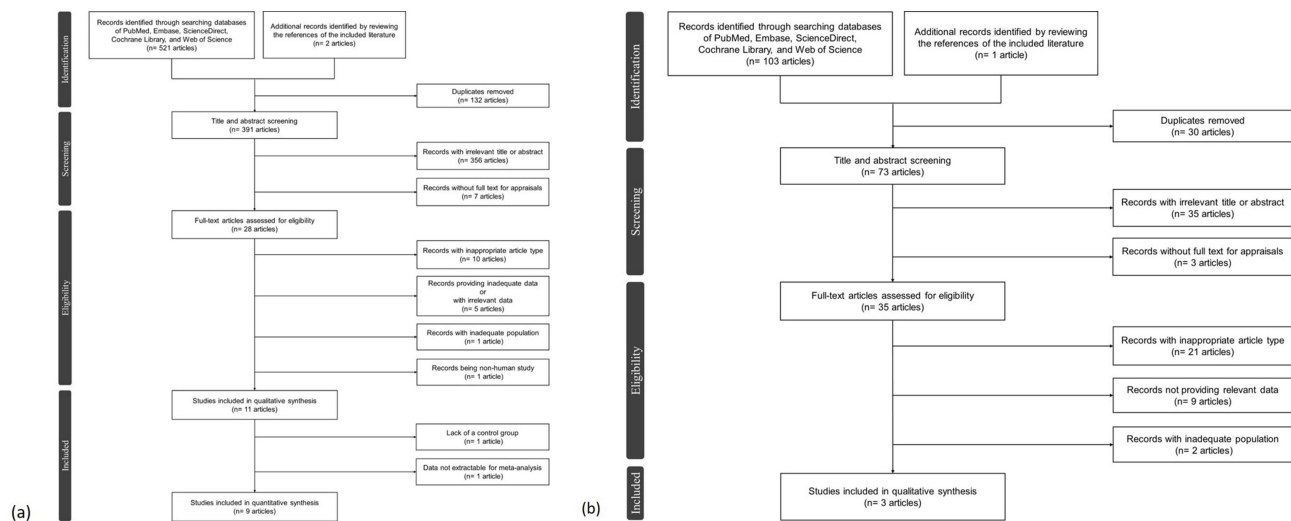 Identification
Records identified through searching databases
of PubMed, Embase, ScienceDirect,
Cochrane Library, and Web of Science
(n= 521 articles)
Additional records identified by reviewing
the references of the included literature
(n= 2 articles)
Duplicates removed
(n= 132 articles)
Screening
Title and abstract screening
(n= 391 articles)
Records with irrelevant title or abstract
(n= 356 articles)
Records without full text for appraisals
(n= 7 articles)
Eligibility
Full-text articles assessed for eligibility
(n= 28 articles)
Records with inappropriate article type
(n= 10 articles)
Records providing inadequate data
or
with irrelevant data
(n= 5 articles)
Records with inadequate population
(n= 1 article)
Records being non-human study
(n= 1 article)
Included
Studies included in qualitative synthesis
(n= 11 articles)
Lack of a control group
(n= 1 article)
Data not extractable for meta-analysis
(n= 1 article)
Studies included in quantitative synthesis
(n= 9 articles)
(a)
Identification
Records identified through searching databases
of PubMed, Embase, ScienceDirect,
Cochrane Library, and Web of Science
(n= 103 articles)
Additional records identified by reviewing
the references of the included literature
(n= 1 article)
Duplicates removed
(n= 30 articles)
Screening
Title and abstract screening
(n= 73 articles)
Records with irrelevant title or abstract
(n= 35 articles)
Records without full text for appraisals
(n= 3 articles)
Eligibility
Full-text articles assessed for eligibility
(n= 35 articles)
Records with inappropriate article type
(n= 21 articles)
Records not providing relevant data
(n= 9 articles)
Records with inadequate population
(n= 2 articles)
Included
Studies included in qualitative synthesis
(n= 3 articles)
(b)